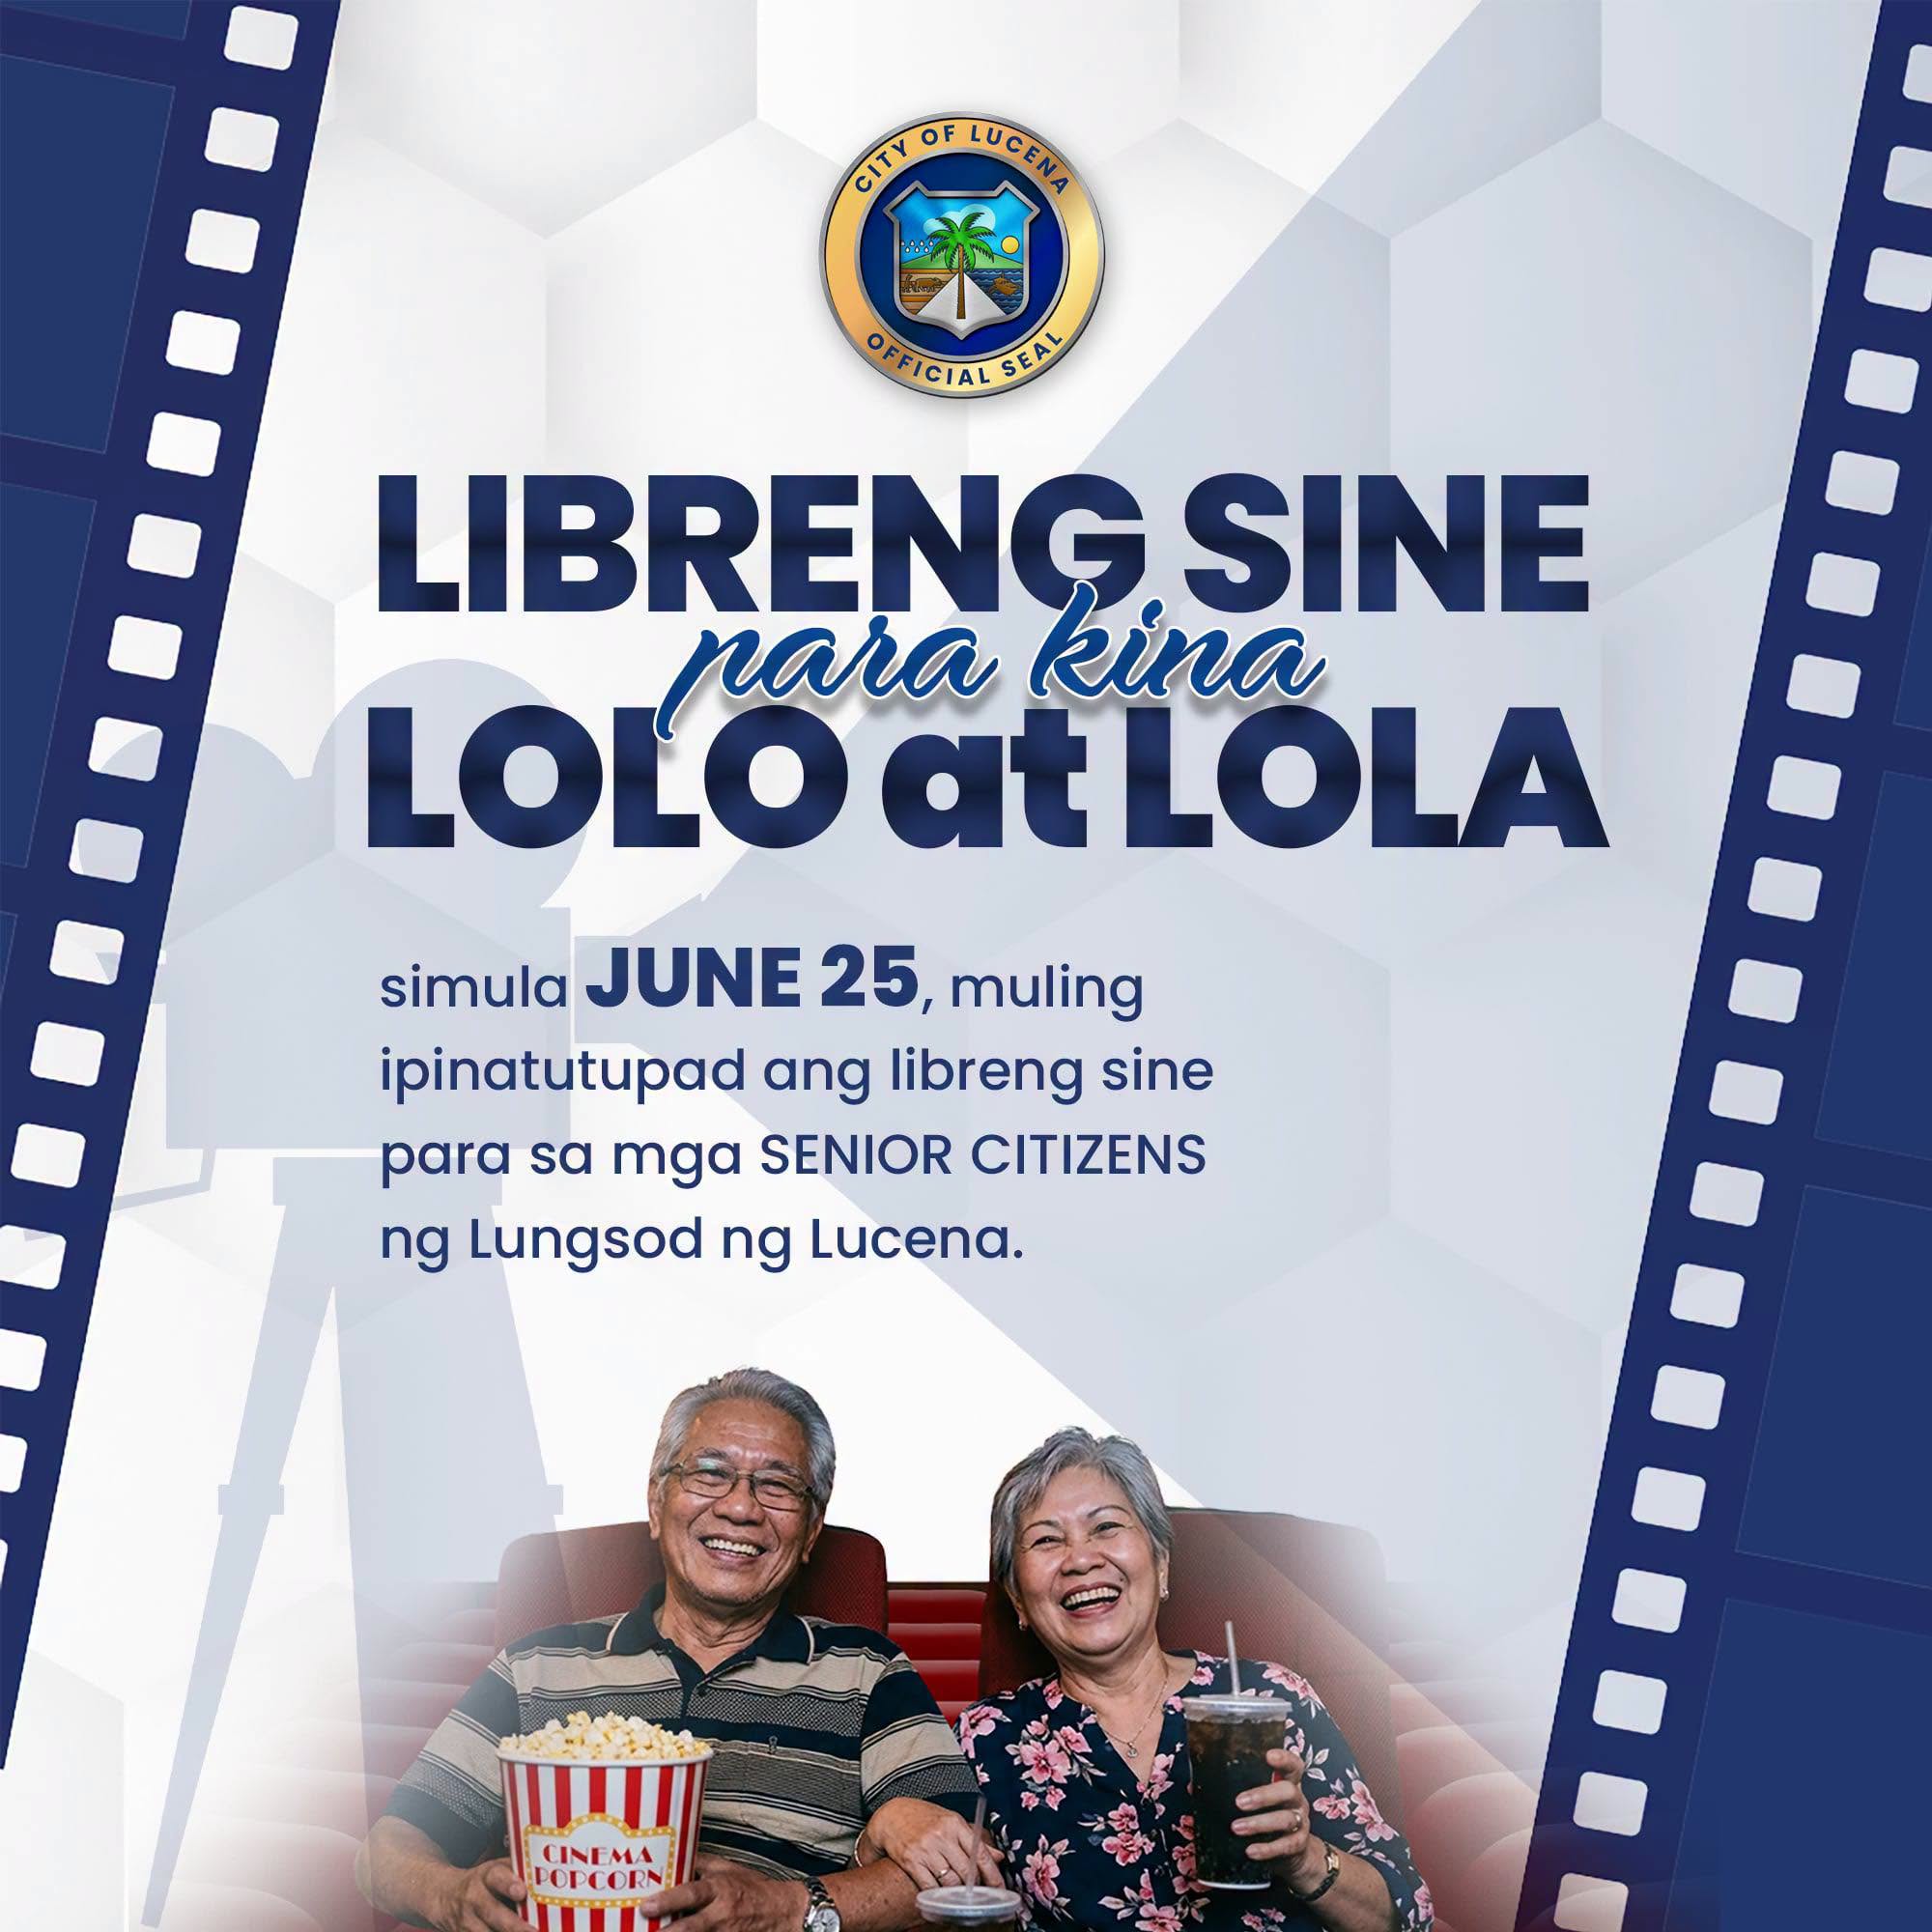 CITY OF LUCENA
OFFICIAL SEAL
LIBRENG SINE
para kina
LOLO at LOLA
simula JUNE 25, muling
ipinatutupad ang libreng sine
para sa mga SENIOR CITIZENS
ng Lungsod ng Lucena.
CINEMA
POPCORN